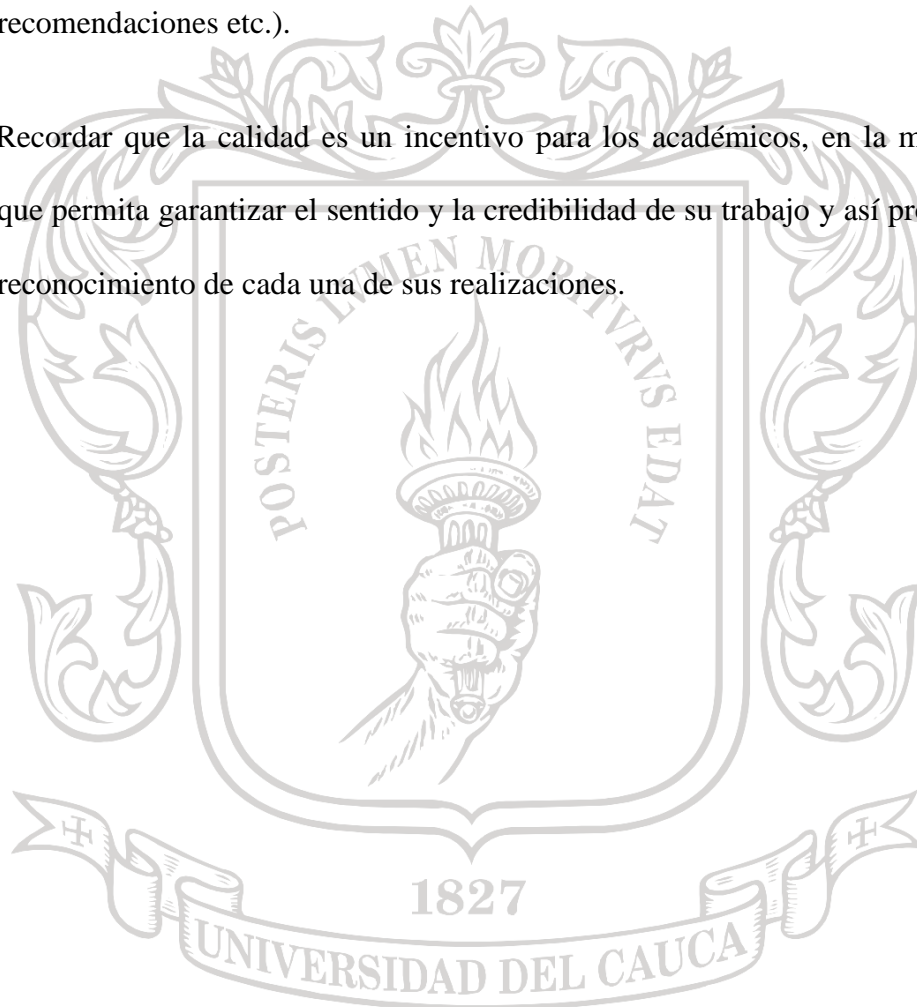 recomendaciones etc.).
Recordar que la calidad es un incentivo para los académicos, en la m
que permita garantizar el sentido y la credibilidad de su trabajo y así pr
reconocimiento de cada una de sus realizaciones.
POSTERIS LVMEN MORITVRVS EDAT
1827
UNIVERSIDAD DEL CAUCA